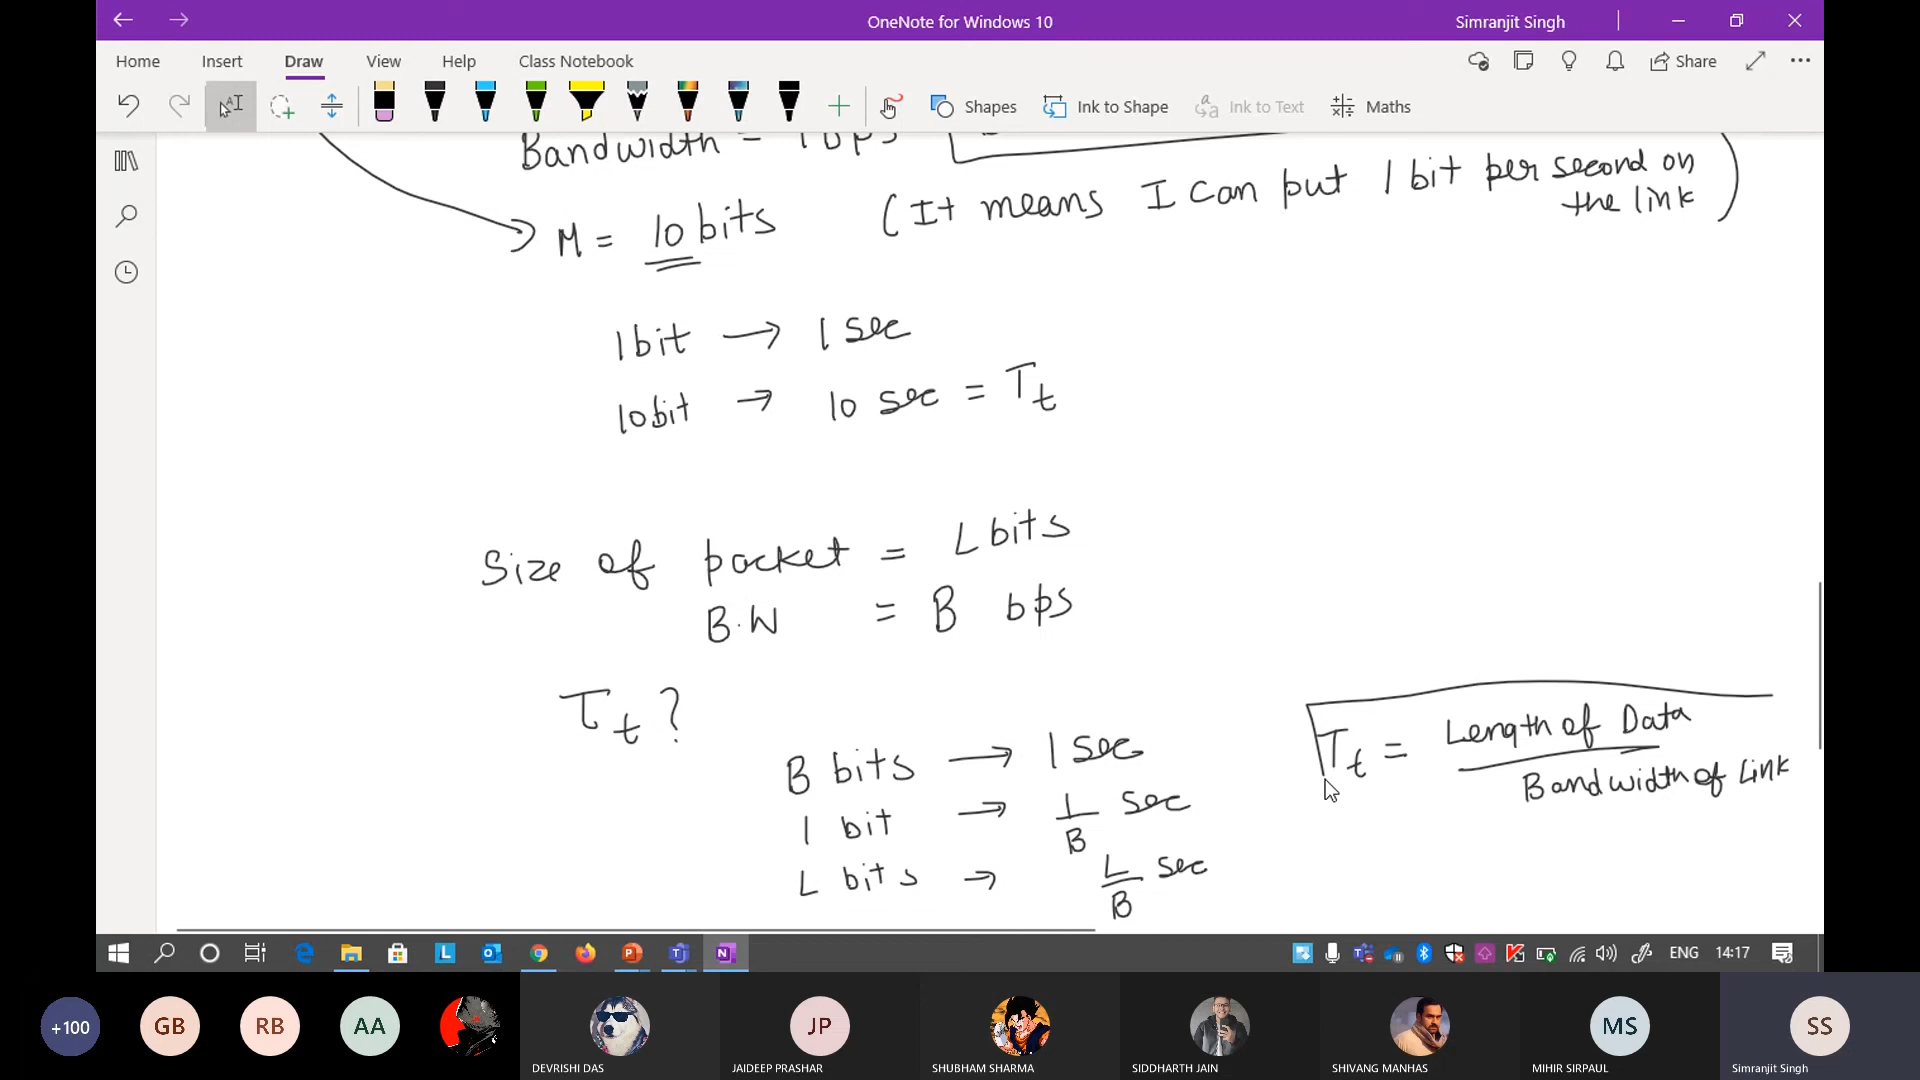 OneNote for Windows 10
Simranjit Singh
Home Insert Draw View Help Class Notebook
Share
Shapes Ink to Shape Ink to Text Maths
Bandwidth = 1bps
M = 10 bits (It means I can put 1 bit per second on
the link)
1bit → 1 sec
10bit → 10 sec = Tt
Size of packet = L bits
B.W = B bps
Tt ?
B bits → 1 sec
1 bit → 1/B sec
L bits → L/B sec
Tt = Length of Data
Bandwidth of Link
ENG 14:17
+100 GB RB AA JP MS SS
DEVRISHI DAS JAIDEEP PRASHAR SHUBHAM SHARMA SIDDHARTH JAIN SHIVANG MANHAS MIHIR SIRPAUL Simranjit Singh